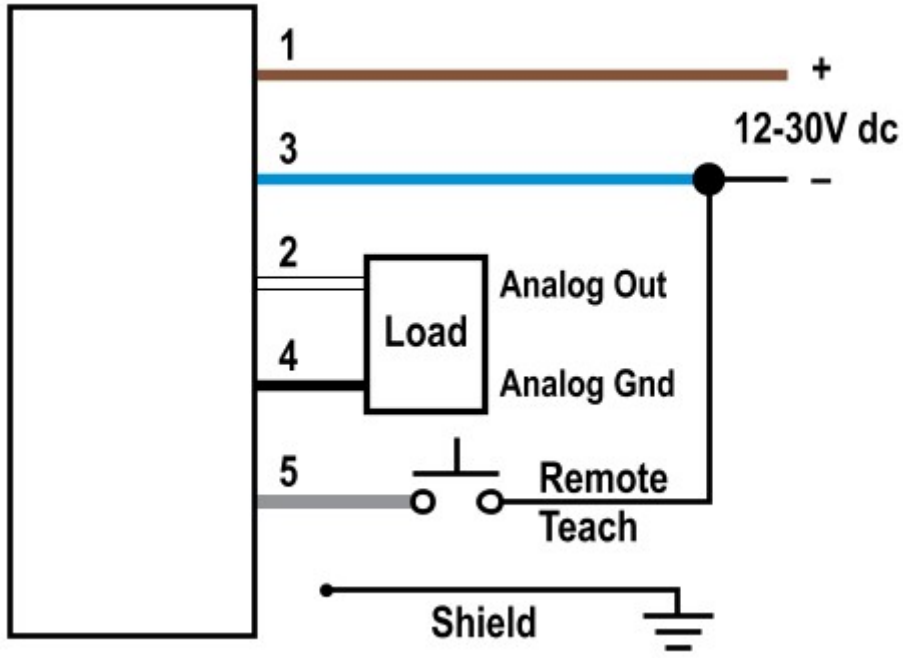 1
+
12-30V dc
3
–
2
Analog Out
Load
4
Analog Gnd
5
Remote
Teach
Shield